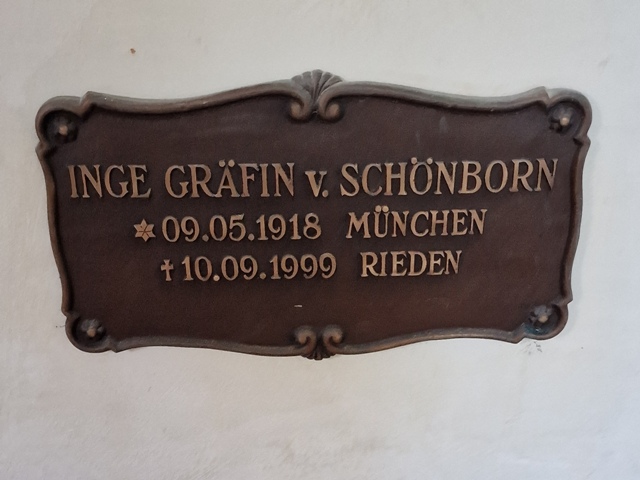 INGE GRÄFIN v. SCHÖNBORN
✶ 09.05.1918 MÜNCHEN
✝ 10.09.1999 RIEDEN